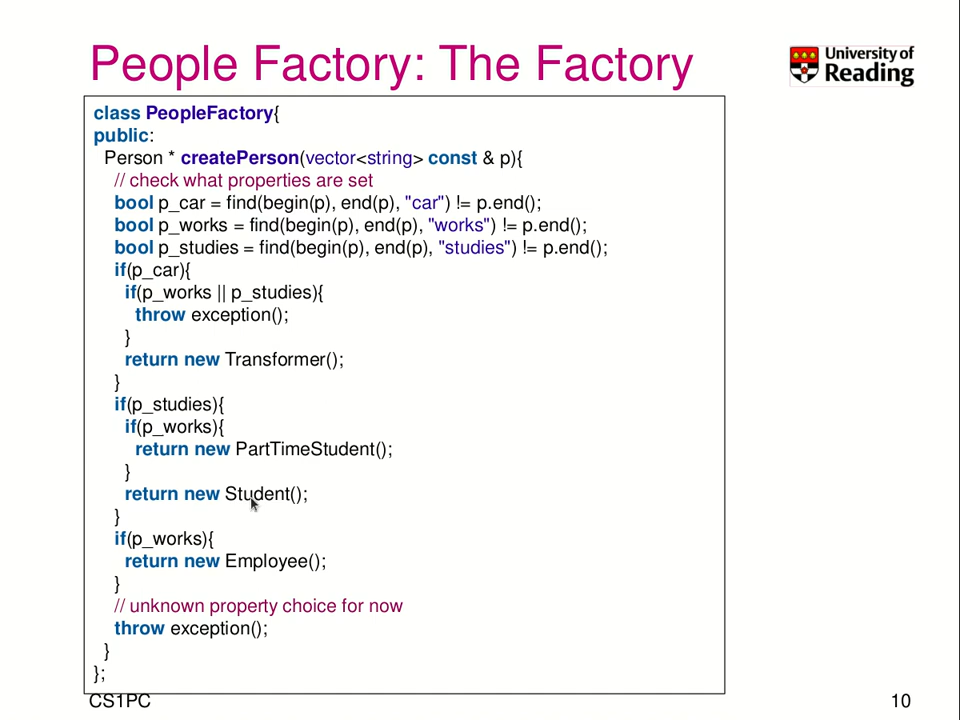 People Factory: The Factory
University of
Reading
class PeopleFactory{
public:
Person * createPerson(vector<string> const & p){
// check what properties are set
bool p_car = find(begin(p), end(p), "car") != p.end();
bool p_works = find(begin(p), end(p), "works") != p.end();
bool p_studies = find(begin(p), end(p), "studies") != p.end();
if(p_car){
if(p_works || p_studies){
throw exception();
}
return new Transformer();
}
if(p_studies){
if(p_works){
return new PartTimeStudent();
}
return new Student();
}
if(p_works){
return new Employee();
}
// unknown property choice for now
throw exception();
}
};
CS1PC
10